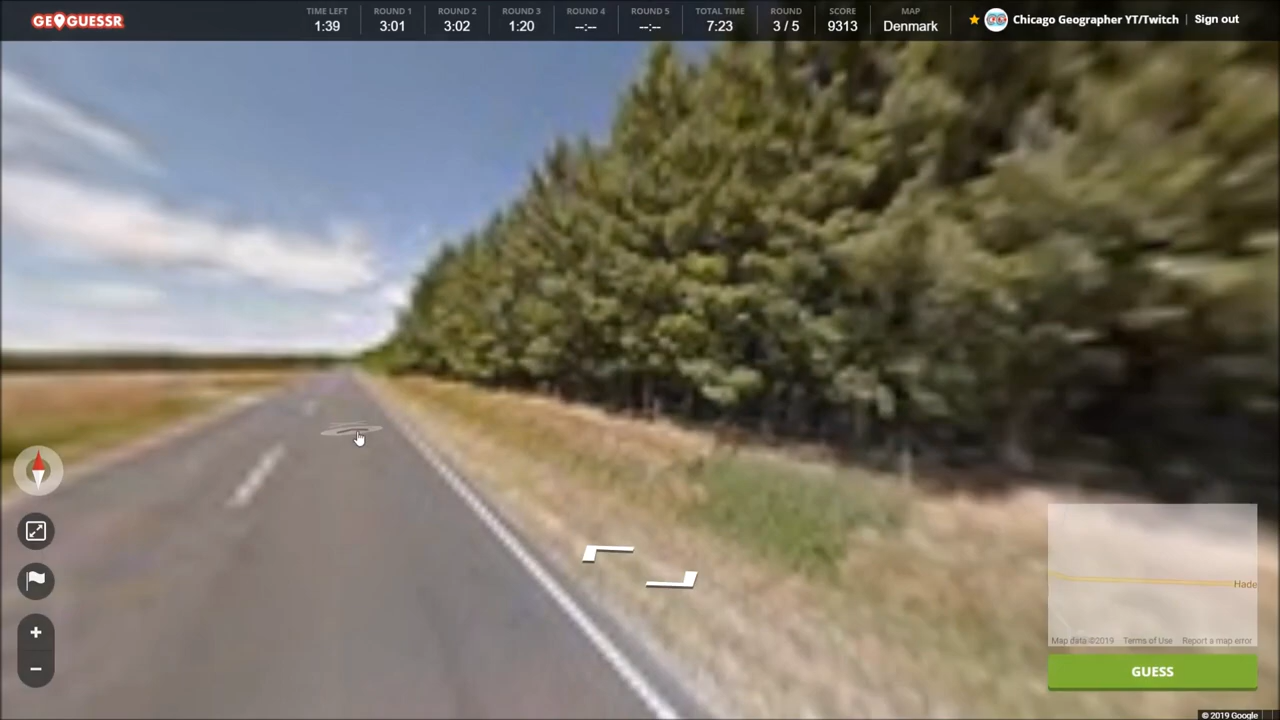 GEOGUESSR
TIME LEFT
1:39
ROUND 1
3:01
ROUND 2
3:02
ROUND 3
1:20
ROUND 4
--:--
ROUND 5
--:--
TOTAL TIME
7:23
ROUND
3 / 5
SCORE
9313
MAP
Denmark
Chicago Geographer YT/Twitch
Sign out
Hade
Map data ©2019 Terms of Use Report a map error
GUESS
© 2019 Google